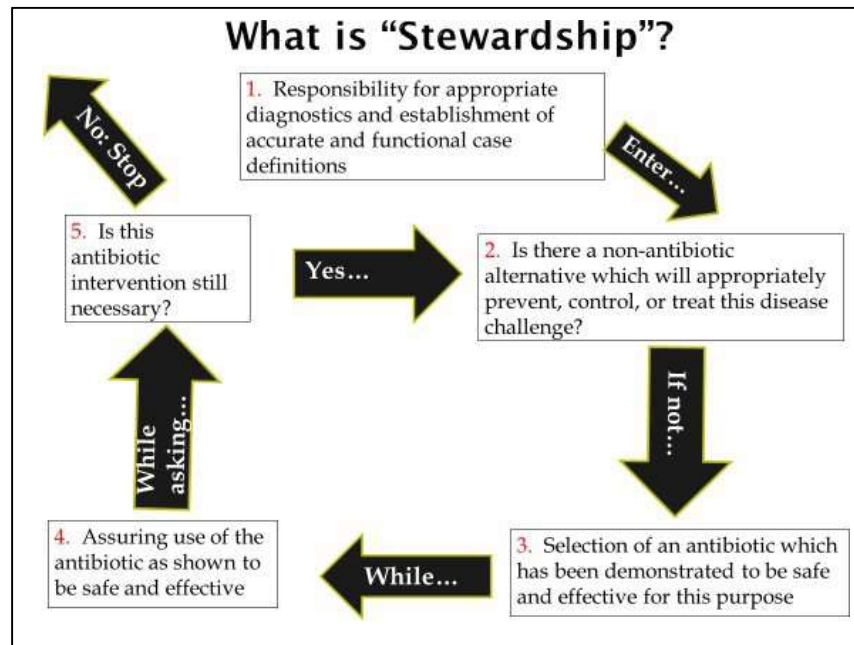 What is “Stewardship”?
1. Responsibility for appropriate
diagnostics and establishment of
accurate and functional case
definitions
Enter...
2. Is there a non-antibiotic
alternative which will appropriately
prevent, control, or treat this disease
challenge?
If not...
3. Selection of an antibiotic which
has been demonstrated to be safe
and effective for this purpose
While...
4. Assuring use of the
antibiotic as shown to
be safe and effective
While
asking...
5. Is this
antibiotic
intervention still
necessary?
Yes...
No: Stop